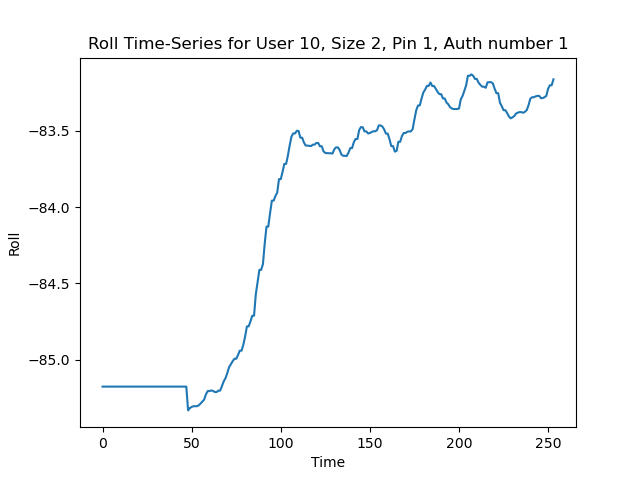 Roll Time-Series for User 10, Size 2, Pin 1, Auth number 1
−83.5
−84.0
−84.5
−85.0
Roll
0 50 100 150 200 250
Time